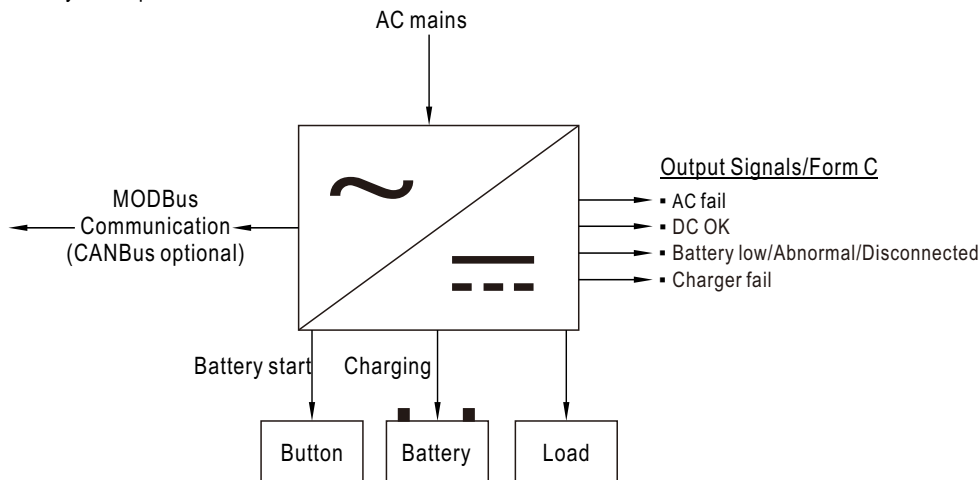 AC mains
Output Signals/Form C
▪ AC fail
▪ DC OK
▪ Battery low/Abnormal/Disconnected
▪ Charger fail
MODBus
Communication
(CANBus optional)
Battery start
Charging
Button
Battery
Load